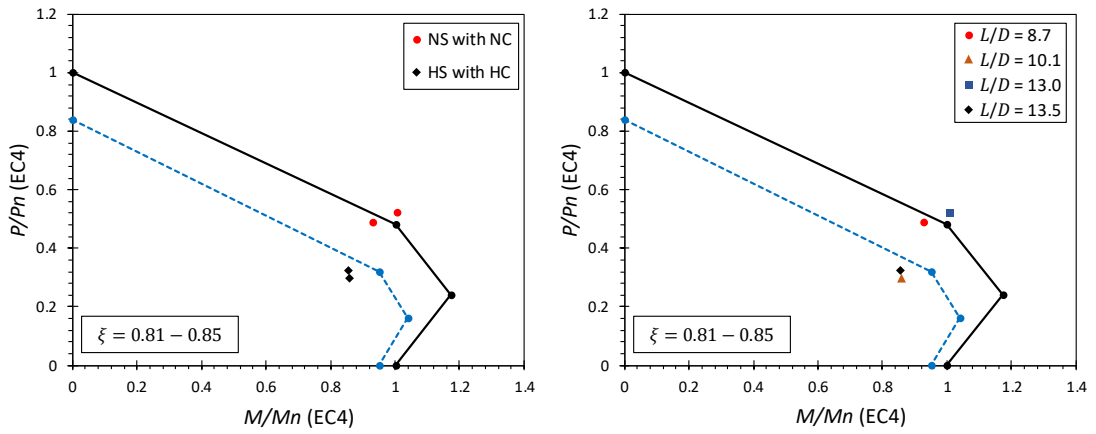 1.2
1
0.8
0.6
0.4
0.2
0
P/Pn (EC4)
NS with NC
HS with HC
ξ = 0.81 − 0.85
0 0.2 0.4 0.6 0.8 1 1.2 1.4
M/Mn (EC4)
1.2
1
0.8
0.6
0.4
0.2
0
P/Pn (EC4)
L/D = 8.7
L/D = 10.1
L/D = 13.0
L/D = 13.5
ξ = 0.81 − 0.85
0 0.2 0.4 0.6 0.8 1 1.2 1.4
M/Mn (EC4)